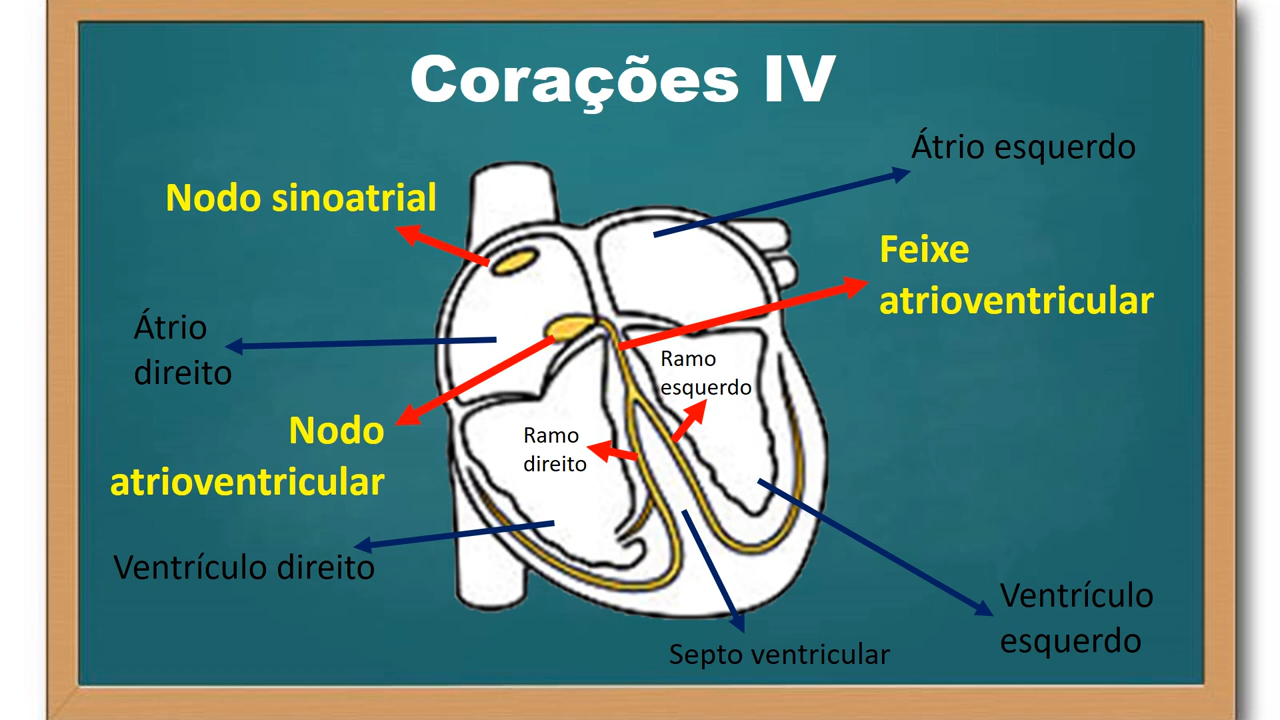 Corações IV
Átrio esquerdo
Nodo sinoatrial
Feixe
atrioventricular
Átrio
direito
Ramo
esquerdo
Nodo
atrioventricular
Ramo
direito
Ventrículo direito
Ventrículo
esquerdo
Septo ventricular